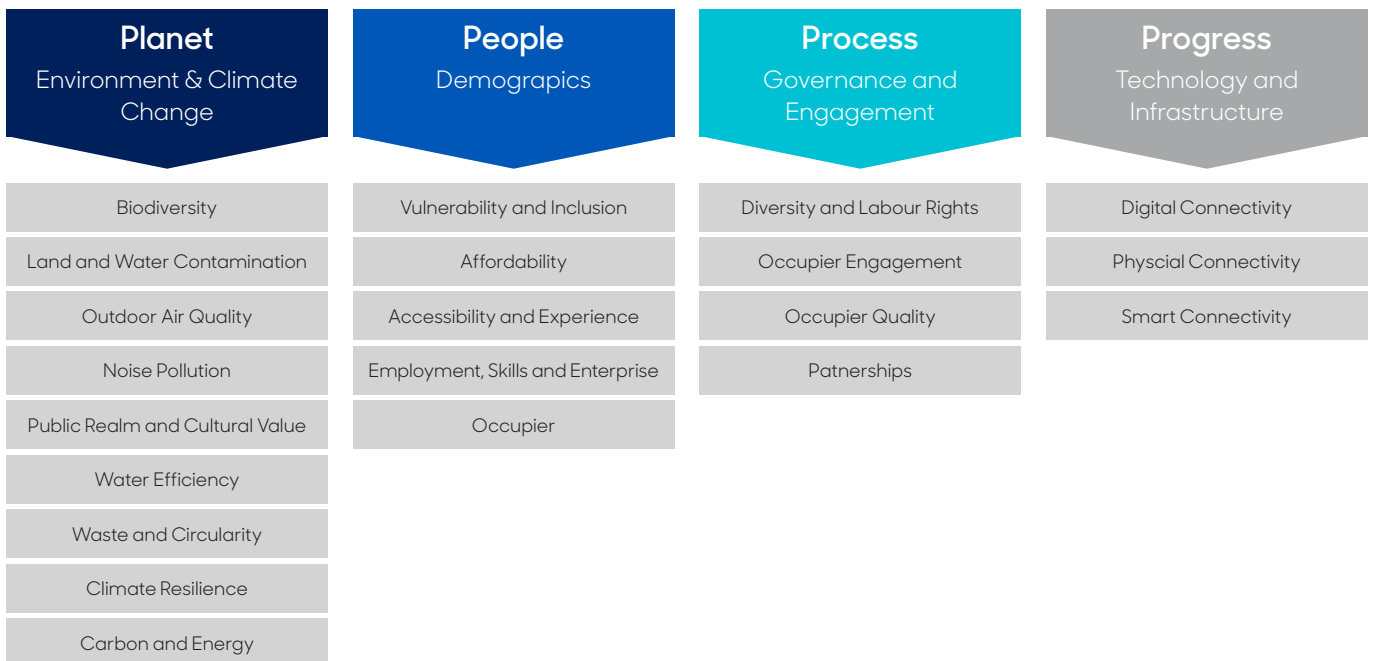 Planet
Environment & Climate
Change
Biodiversity
Land and Water Contamination
Outdoor Air Quality
Noise Pollution
Public Realm and Cultural Value
Water Efficiency
Waste and Circularity
Climate Resilience
Carbon and Energy
People
Demograpics
Vulnerability and Inclusion
Affordability
Accessibility and Experience
Employment, Skills and Enterprise
Occupier
Process
Governance and
Engagement
Diversity and Labour Rights
Occupier Engagement
Occupier Quality
Patnerships
Progress
Technology and
Infrastructure
Digital Connectivity
Physcial Connectivity
Smart Connectivity